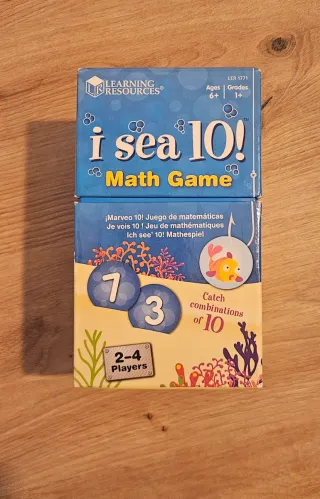 LEARNING
RESOURCES®
LER 1771
Ages
6+
Grades
1+
i sea 10!™
Math Game
¡Marveo 10! Juego de matemáticas
Je vois 10 ! Jeu de mathématiques
Ich see' 10! Mathespiel
7
3
Catch
combinations
of 10
2–4
Players